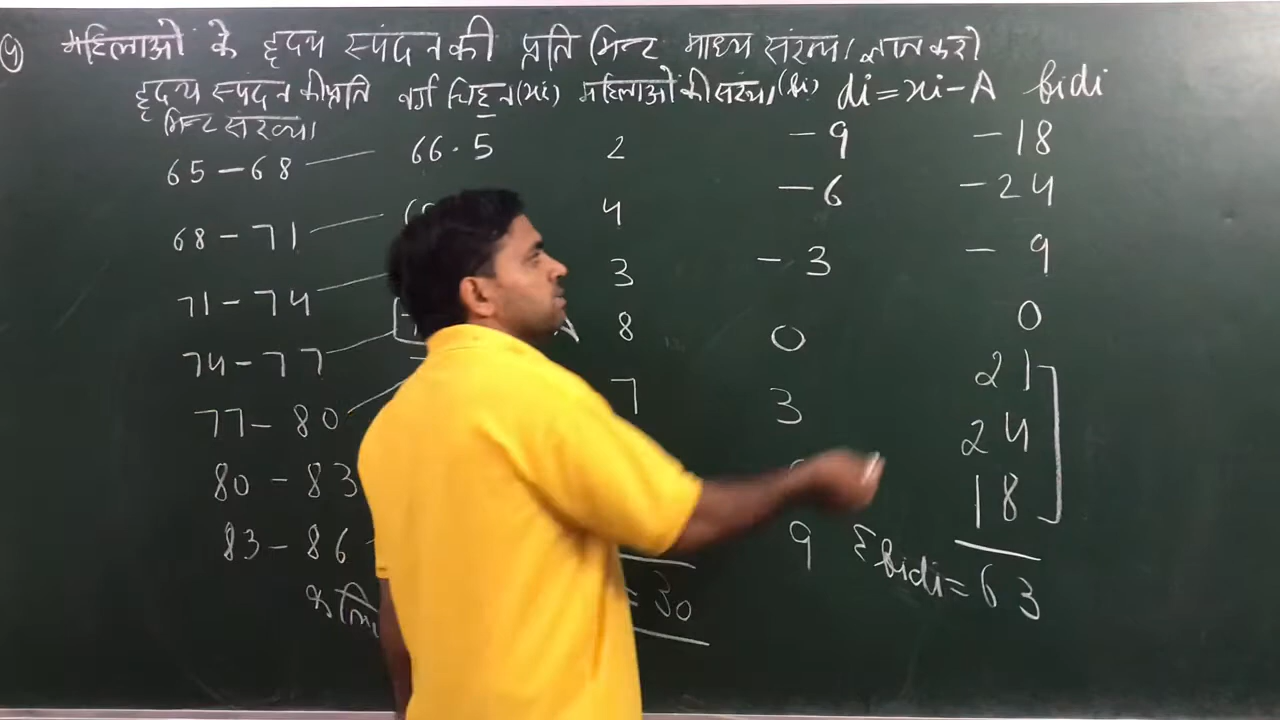 महिलाओ के हृदय स्पंदन की प्रति मिनट माध्य संख्या ज्ञात करो
हृदय स्पंदन की प्रति मिनट संख्या वर्ग चिह्न (xi) महिलाओं की संख्या (fi) di = xi - A fidi
65 - 68 66.5 2 -9 -18
68 - 71 4 -6 -24
71 - 74 3 -3 -9
74 - 77 8 0 0
77 - 80 7 3 21
80 - 83 24
83 - 86 9 18
= 30 Σfidi = 63